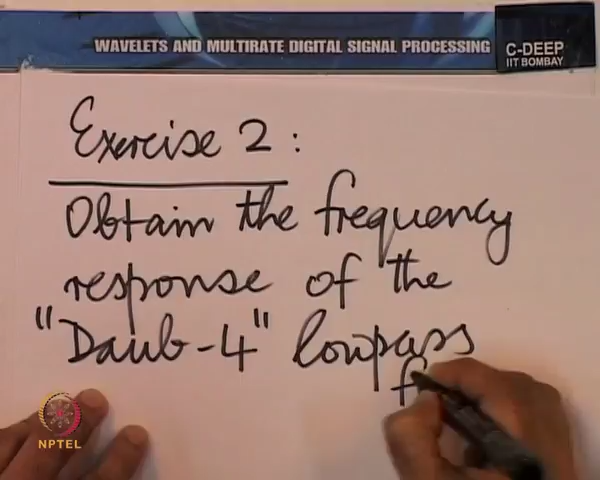 WAVELETS AND MULTIRATE DIGITAL SIGNAL PROCESSING
C-DEEP
IIT BOMBAY
Exercise 2 :
Obtain the frequency
response of the
"Daub-4" lowpass
f
NPTEL